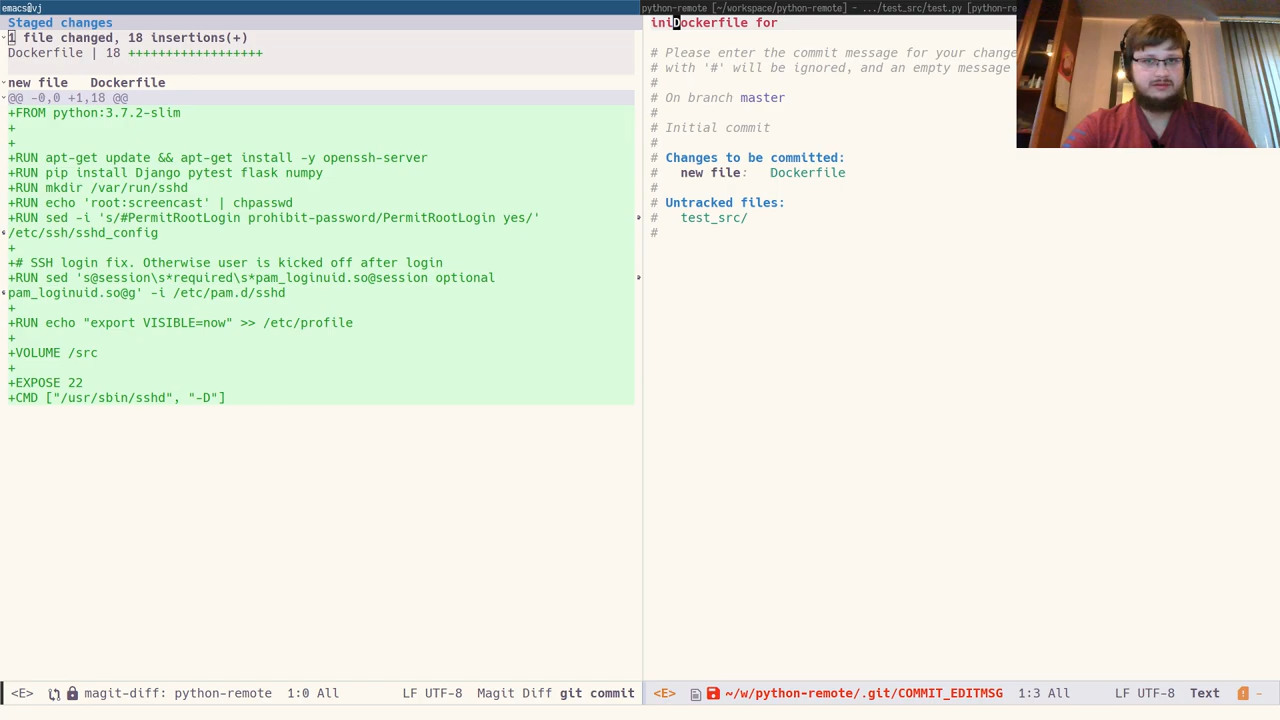 emacs@vj
python-remote [~/workspace/python-remote] - .../test_src/test.py [python-re
Staged changes
1 file changed, 18 insertions(+)
Dockerfile | 18 ++++++++++++++++++
new file   Dockerfile
@@ -0,0 +1,18 @@
+FROM python:3.7.2-slim
+
+
+RUN apt-get update && apt-get install -y openssh-server
+RUN pip install Django pytest flask numpy
+RUN mkdir /var/run/sshd
+RUN echo 'root:screencast' | chpasswd
+RUN sed -i 's/#PermitRootLogin prohibit-password/PermitRootLogin yes/'
/etc/ssh/sshd_config
+
+# SSH login fix. Otherwise user is kicked off after login
+RUN sed 's@session\s*required\s*pam_loginuid.so@session optional
pam_loginuid.so@g' -i /etc/pam.d/sshd
+
+RUN echo "export VISIBLE=now" >> /etc/profile
+
+VOLUME /src
+
+EXPOSE 22
+CMD ["/usr/sbin/sshd", "-D"]
<E> magit-diff: python-remote 1:0 All LF UTF-8 Magit Diff git commit
iniDockerfile for
# Please enter the commit message for your change
# with '#' will be ignored, and an empty message
#
# On branch master
#
# Initial commit
#
# Changes to be committed:
#   new file:   Dockerfile
#
# Untracked files:
#   test_src/
#
<E> ~/w/python-remote/.git/COMMIT_EDITMSG 1:3 All LF UTF-8 Text -